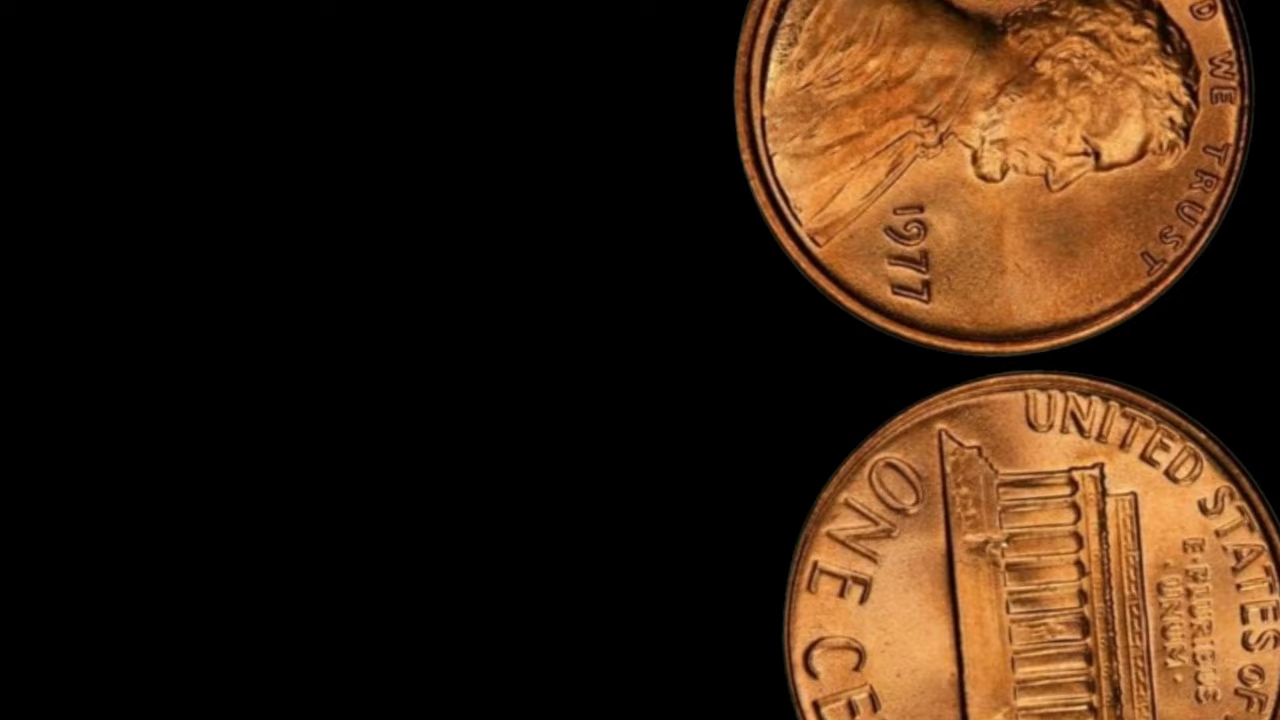 D WE TRUST
1977
UNITED STATES OF
E·PLURIBUS
·UNUM·
ONE CE